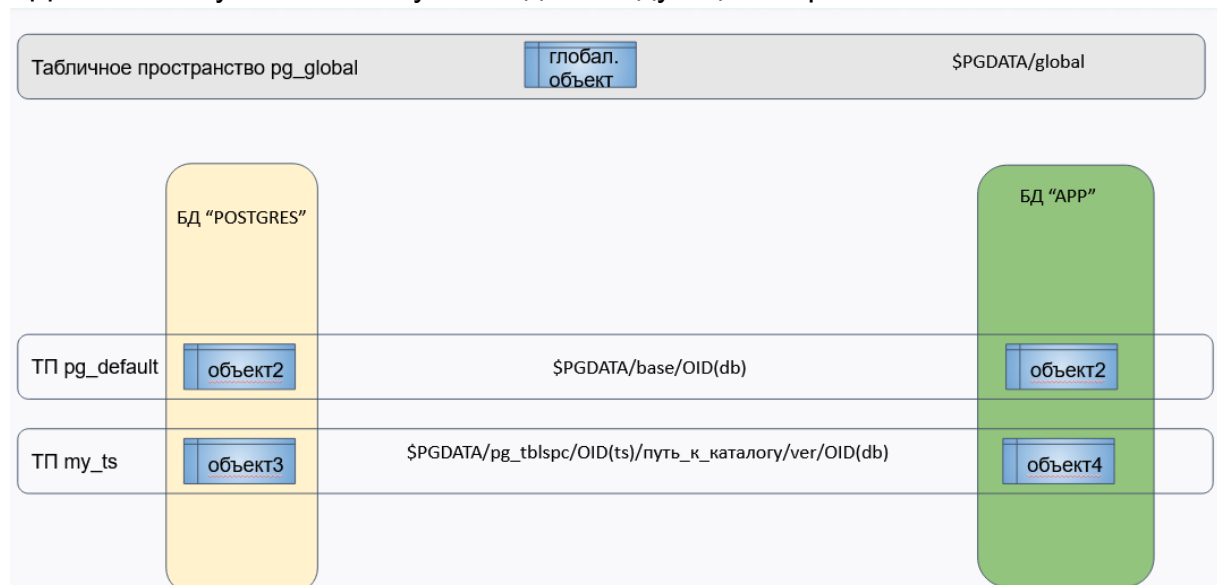 Табличное пространство pg_global
глобал.
объект
$PGDATA/global
БД “POSTGRES”
БД “APP”
ТП pg_default
объект2
$PGDATA/base/OID(db)
объект2
ТП my_ts
объект3
$PGDATA/pg_tblspc/OID(ts)/путь_к_каталогу/ver/OID(db)
объект4